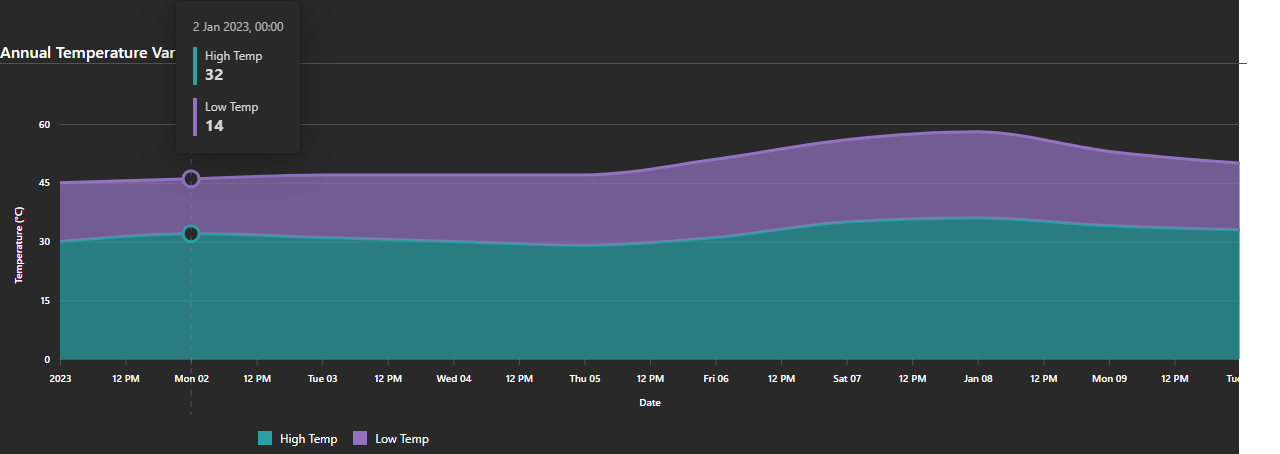 2 Jan 2023, 00:00
Annual Temperature Var
High Temp
32
Low Temp
14
60
45
30
15
0
Temperature (°C)
2023 12 PM Mon 02 12 PM Tue 03 12 PM Wed 04 12 PM Thu 05 12 PM Fri 06 12 PM Sat 07 12 PM Jan 08 12 PM Mon 09 12 PM Tue
Date
High Temp Low Temp